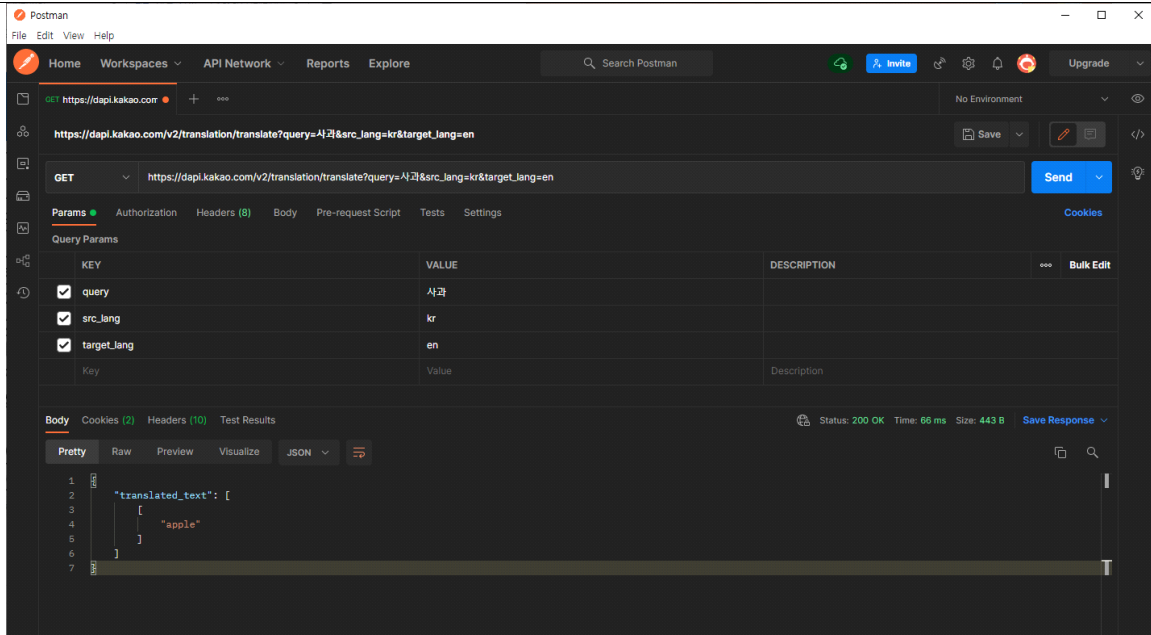 Postman
File Edit View Help
Home Workspaces API Network Reports Explore Search Postman Invite Upgrade
GET https://dapi.kakao.com No Environment
https://dapi.kakao.com/v2/translation/translate?query=사과&src_lang=kr&target_lang=en Save
GET https://dapi.kakao.com/v2/translation/translate?query=사과&src_lang=kr&target_lang=en Send
Params Authorization Headers (8) Body Pre-request Script Tests Settings Cookies
Query Params
KEY VALUE DESCRIPTION Bulk Edit
query 사과
src_lang kr
target_lang en
Key Value Description
Body Cookies (2) Headers (10) Test Results Status: 200 OK Time: 66 ms Size: 443 B Save Response
Pretty Raw Preview Visualize JSON
1 {
2 "translated_text": [
3 [
4 "apple"
5 ]
6 ]
7 }